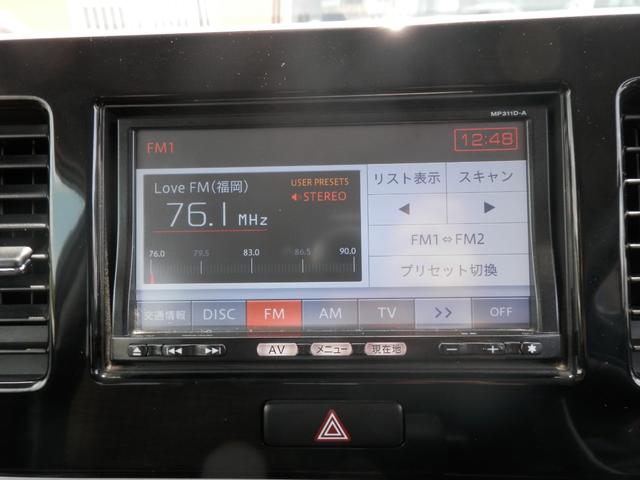 MP311D-A
FM1
12:48
Love FM(福岡)
USER PRESETS
STEREO
76.1 MHz
76.0 79.5 83.0 86.5 90.0
リスト表示 スキャン
FM1⇔FM2
プリセット切換
交通情報 DISC FM AM TV >> OFF
AV メニュー 現在地